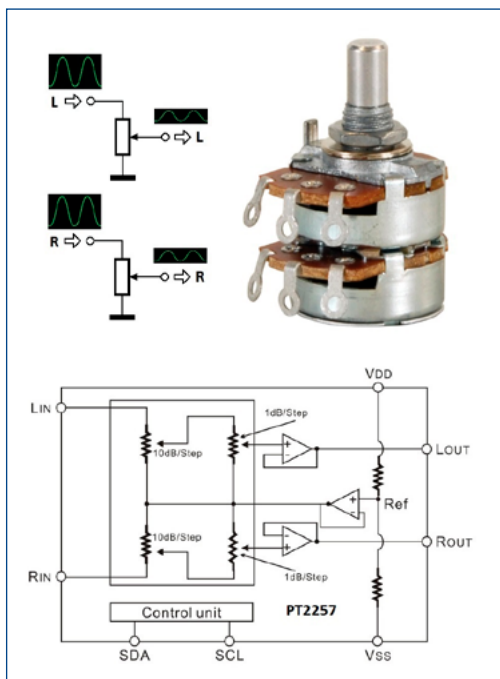 L
L
R
R
VDD
LIN
1dB/Step
10dB/Step
LOUT
Ref
10dB/Step
ROUT
RIN
1dB/Step
Control unit
PT2257
SDA
SCL
VSS
+
-
+
-
+
-